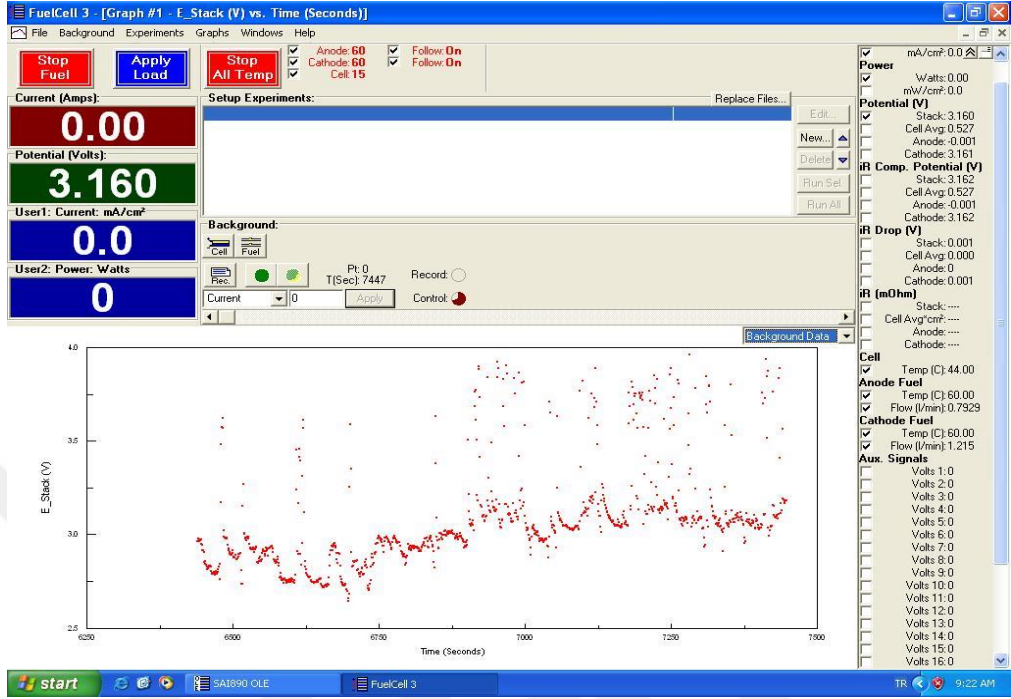 FuelCell 3 - [Graph #1 - E_Stack (V) vs. Time (Seconds)]
File Background Experiments Graphs Windows Help
Stop Fuel
Apply Load
Stop All Temp
Anode: 60 Follow: On
Cathode: 60 Follow: On
Cell: 15
Current (Amps):
0.00
Potential (Volts):
3.160
User1: Current: mA/cm²
0.0
User2: Power: Watts
0
Setup Experiments:
Replace Files...
Edit...
New...
Delete
Run Sel.
Run All
Background:
Cell Fuel
Rec.
Pt: 0
T(Sec): 7447
Record:
Current 0 Apply Control:
Background Data
4.0
3.5
3.0
2.5
E_Stack (V)
6250 6500 6750 7000 7250 7500
Time (Seconds)
mA/cm²: 0.0
Power
Watts: 0.00
mW/cm²: 0.0
Potential (V)
Stack: 3.160
Cell Avg: 0.527
Anode: -0.001
Cathode: 3.161
iR Comp. Potential (V)
Stack: 3.162
Cell Avg: 0.527
Anode: -0.001
Cathode: 3.162
iR Drop (V)
Stack: 0.001
Cell Avg: 0.000
Anode: 0
Cathode: 0.001
iR (mOhm)
Stack: ----
Cell Avg*cm²: ----
Anode: ----
Cathode: ----
Cell
Temp (C): 44.00
Anode Fuel
Temp (C): 60.00
Flow (l/min): 0.7929
Cathode Fuel
Temp (C): 60.00
Flow (l/min): 1.215
Aux. Signals
Volts 1: 0
Volts 2: 0
Volts 3: 0
Volts 4: 0
Volts 5: 0
Volts 6: 0
Volts 7: 0
Volts 8: 0
Volts 9: 0
Volts 10: 0
Volts 11: 0
Volts 12: 0
Volts 13: 0
Volts 14: 0
Volts 15: 0
Volts 16: 0
start SAI890 OLE FuelCell 3 TR 9:22 AM